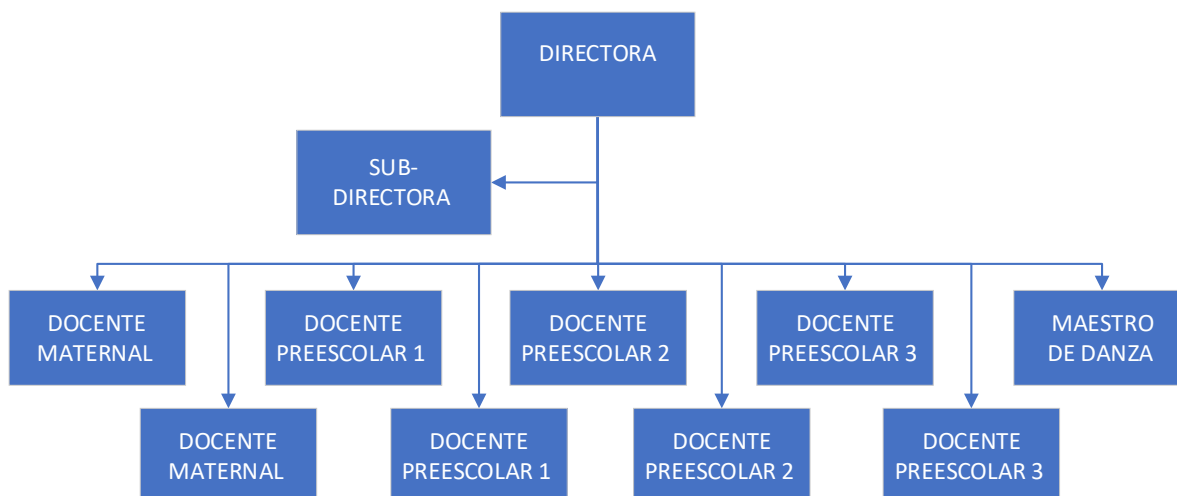 DIRECTORA
SUB-
DIRECTORA
DOCENTE
MATERNAL
DOCENTE
PREESCOLAR 1
DOCENTE
PREESCOLAR 2
DOCENTE
PREESCOLAR 3
MAESTRO
DE DANZA
DOCENTE
MATERNAL
DOCENTE
PREESCOLAR 1
DOCENTE
PREESCOLAR 2
DOCENTE
PREESCOLAR 3